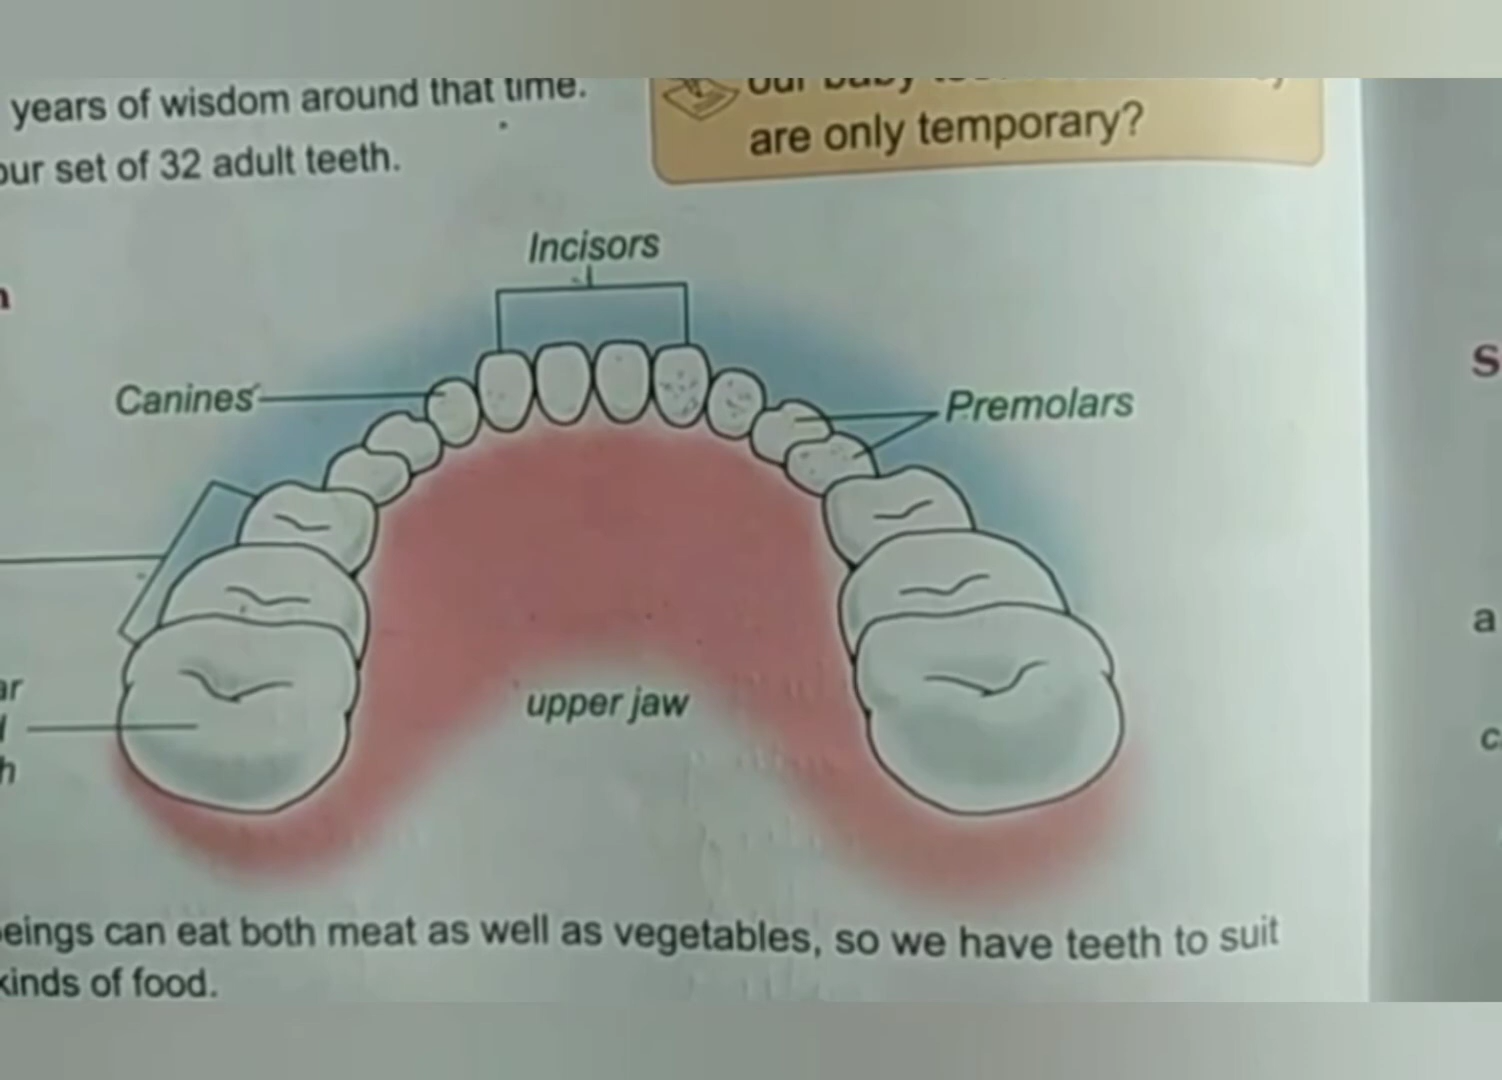 years of wisdom around that time.
our set of 32 adult teeth.
our baby
are only temporary?
Incisors
Canines
Premolars
upper jaw
eings can eat both meat as well as vegetables, so we have teeth to suit
kinds of food.